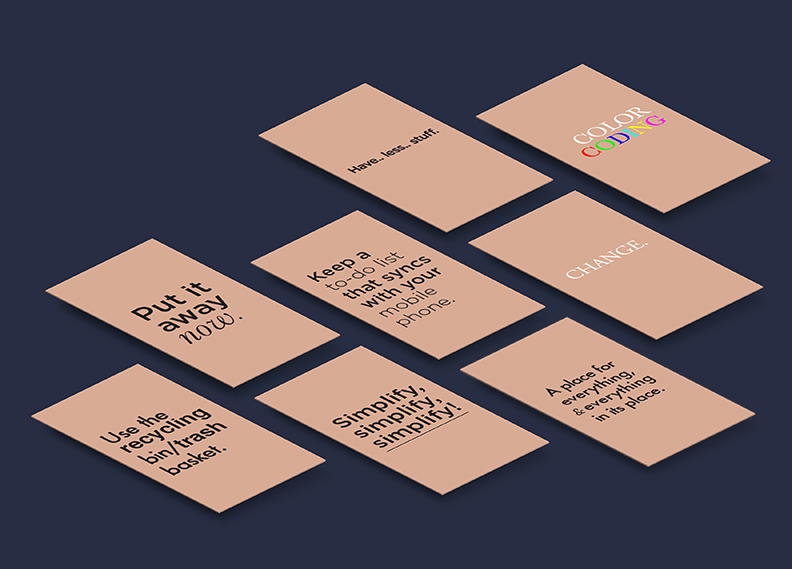 Have.. less.. stuff.
COLOR
CODING
Put it
away
now.
Keep a
to-do list
that syncs
with your
mobile
phone.
CHANGE.
Use the
recycling
bin/trash
basket.
Simplify,
simplify,
simplify!
A place for
everything,
& everything
in its place.